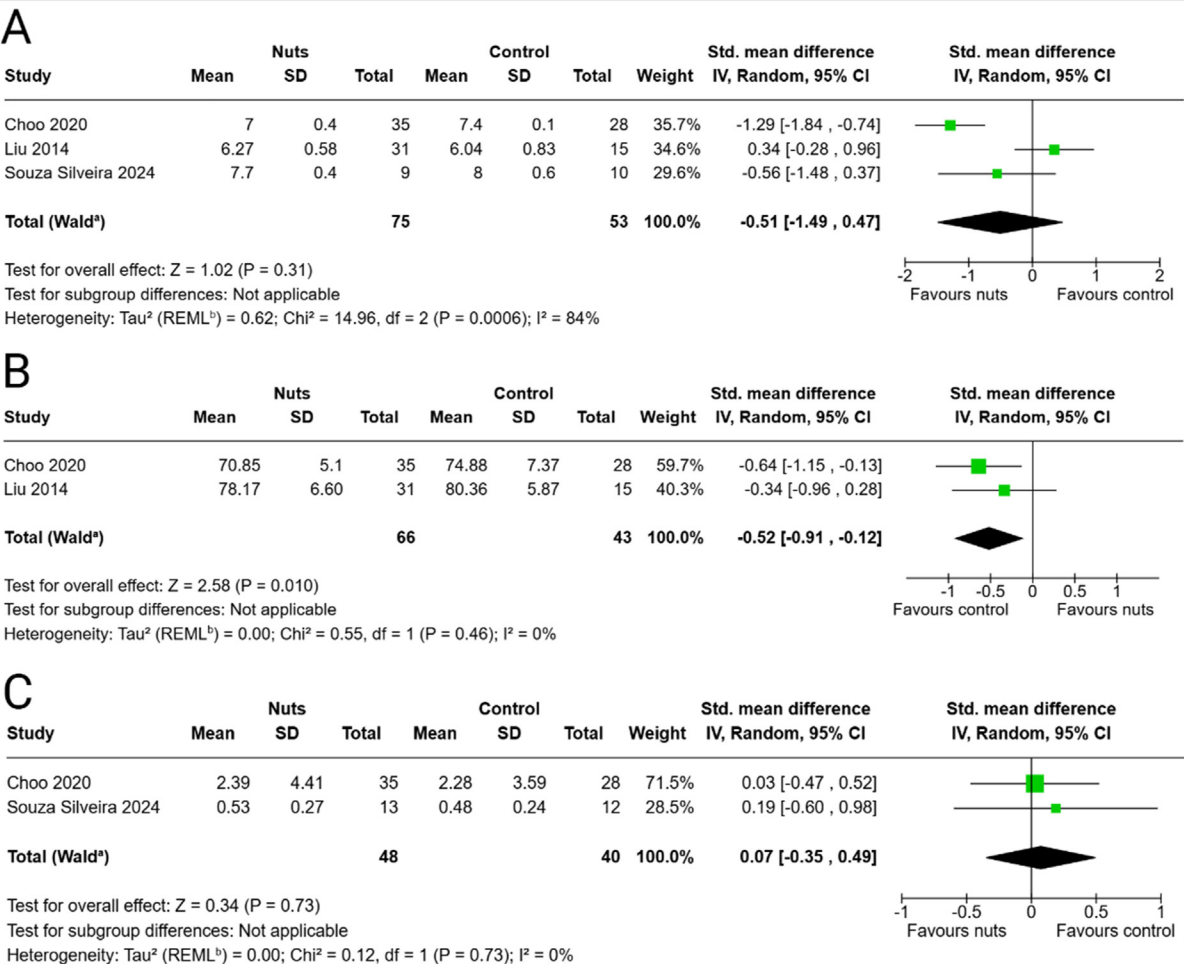 A
Nuts Control Std. mean difference Std. mean difference
Study Mean SD Total Mean SD Total Weight IV, Random, 95% CI IV, Random, 95% CI
Choo 2020 7 0.4 35 7.4 0.1 28 35.7% -1.29 [-1.84 , -0.74]
Liu 2014 6.27 0.58 31 6.04 0.83 15 34.6% 0.34 [-0.28 , 0.96]
Souza Silveira 2024 7.7 0.4 9 8 0.6 10 29.6% -0.56 [-1.48 , 0.37]
Total (Waldᵃ) 75 53 100.0% -0.51 [-1.49 , 0.47]
Test for overall effect: Z = 1.02 (P = 0.31)
Test for subgroup differences: Not applicable
Heterogeneity: Tau² (REMLᵇ) = 0.62; Chi² = 14.96, df = 2 (P = 0.0006); I² = 84%
-2 -1 0 1 2
Favours nuts Favours control
B
Nuts Control Std. mean difference Std. mean difference
Study Mean SD Total Mean SD Total Weight IV, Random, 95% CI IV, Random, 95% CI
Choo 2020 70.85 5.1 35 74.88 7.37 28 59.7% -0.64 [-1.15 , -0.13]
Liu 2014 78.17 6.60 31 80.36 5.87 15 40.3% -0.34 [-0.96 , 0.28]
Total (Waldᵃ) 66 43 100.0% -0.52 [-0.91 , -0.12]
Test for overall effect: Z = 2.58 (P = 0.010)
Test for subgroup differences: Not applicable
Heterogeneity: Tau² (REMLᵇ) = 0.00; Chi² = 0.55, df = 1 (P = 0.46); I² = 0%
-1 -0.5 0 0.5 1
Favours control Favours nuts
C
Nuts Control Std. mean difference Std. mean difference
Study Mean SD Total Mean SD Total Weight IV, Random, 95% CI IV, Random, 95% CI
Choo 2020 2.39 4.41 35 2.28 3.59 28 71.5% 0.03 [-0.47 , 0.52]
Souza Silveira 2024 0.53 0.27 13 0.48 0.24 12 28.5% 0.19 [-0.60 , 0.98]
Total (Waldᵃ) 48 40 100.0% 0.07 [-0.35 , 0.49]
Test for overall effect: Z = 0.34 (P = 0.73)
Test for subgroup differences: Not applicable
Heterogeneity: Tau² (REMLᵇ) = 0.00; Chi² = 0.12, df = 1 (P = 0.73); I² = 0%
-1 -0.5 0 0.5 1
Favours nuts Favours control